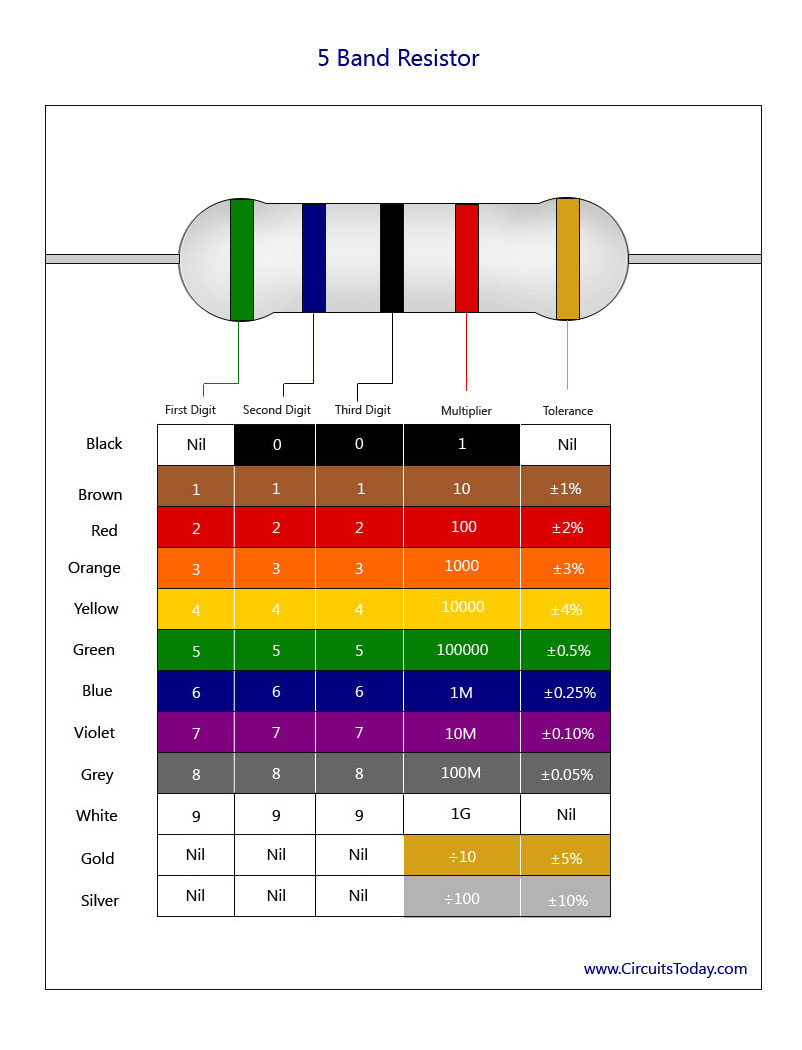 5 Band Resistor
First Digit Second Digit Third Digit Multiplier Tolerance
Black Nil 0 0 1 Nil
Brown 1 1 1 10 ±1%
Red 2 2 2 100 ±2%
Orange 3 3 3 1000 ±3%
Yellow 4 4 4 10000 ±4%
Green 5 5 5 100000 ±0.5%
Blue 6 6 6 1M ±0.25%
Violet 7 7 7 10M ±0.10%
Grey 8 8 8 100M ±0.05%
White 9 9 9 1G Nil
Gold Nil Nil Nil ÷10 ±5%
Silver Nil Nil Nil ÷100 ±10%
www.CircuitsToday.com